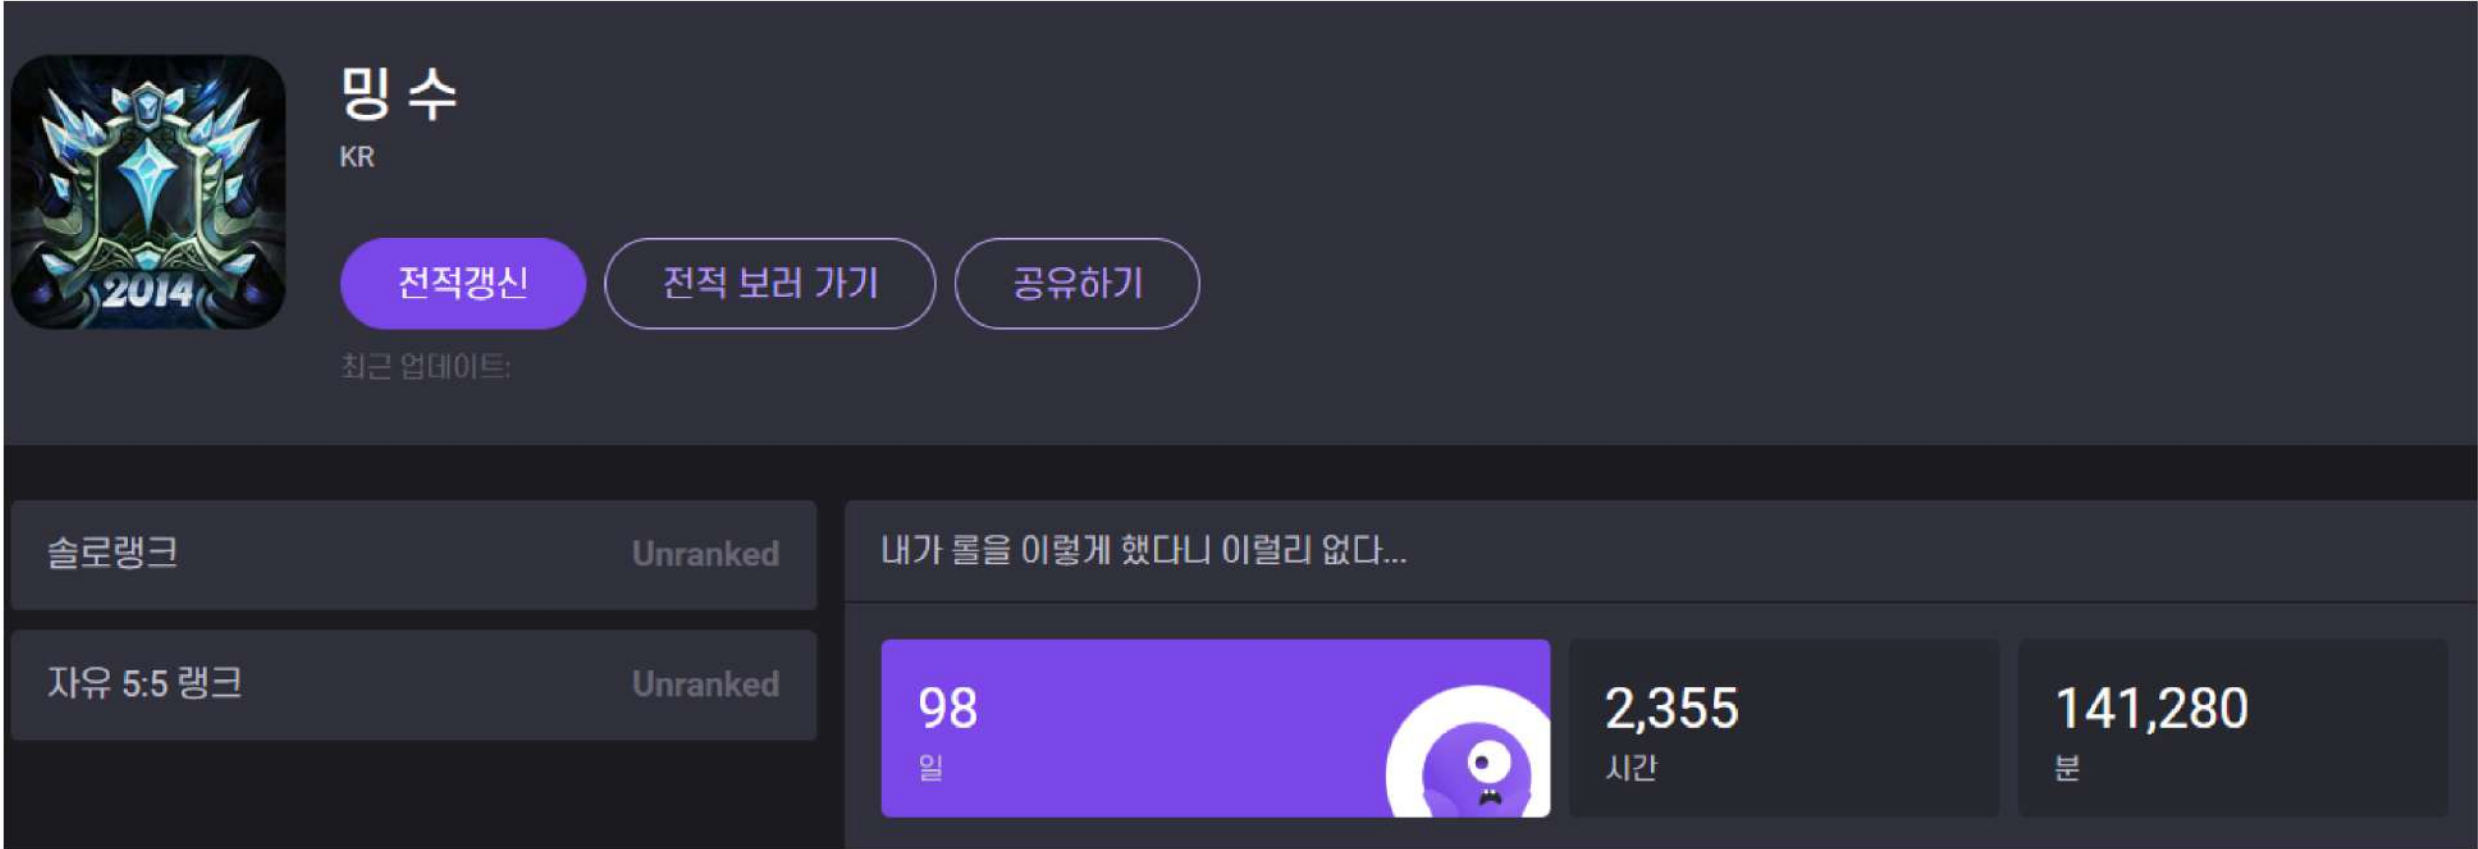 밍 수
KR
2014
전적갱신
전적 보러 가기
공유하기
최근 업데이트:
솔로랭크
Unranked
자유 5:5 랭크
Unranked
내가 롤을 이렇게 했다니 이럴리 없다...
98
일
2,355
시간
141,280
분